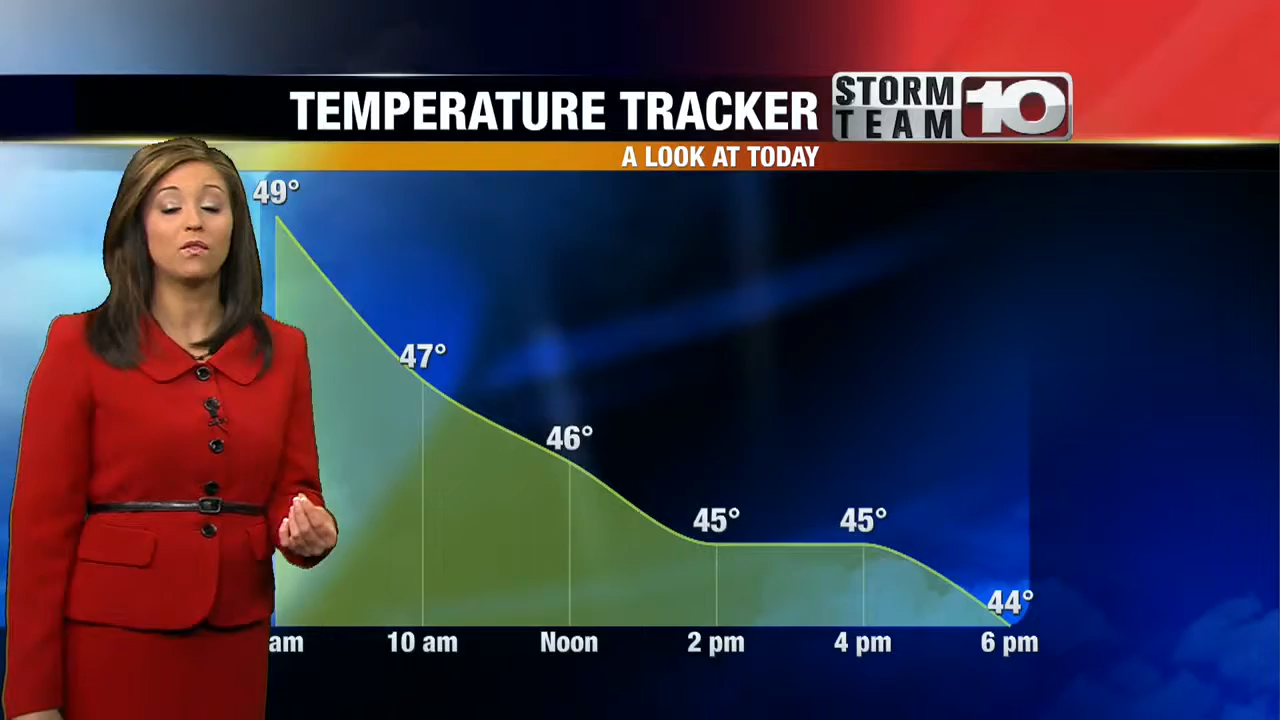 TEMPERATURE TRACKER
STORM
TEAM
10
A LOOK AT TODAY
49°
47°
46°
45°
45°
44°
am
10 am
Noon
2 pm
4 pm
6 pm